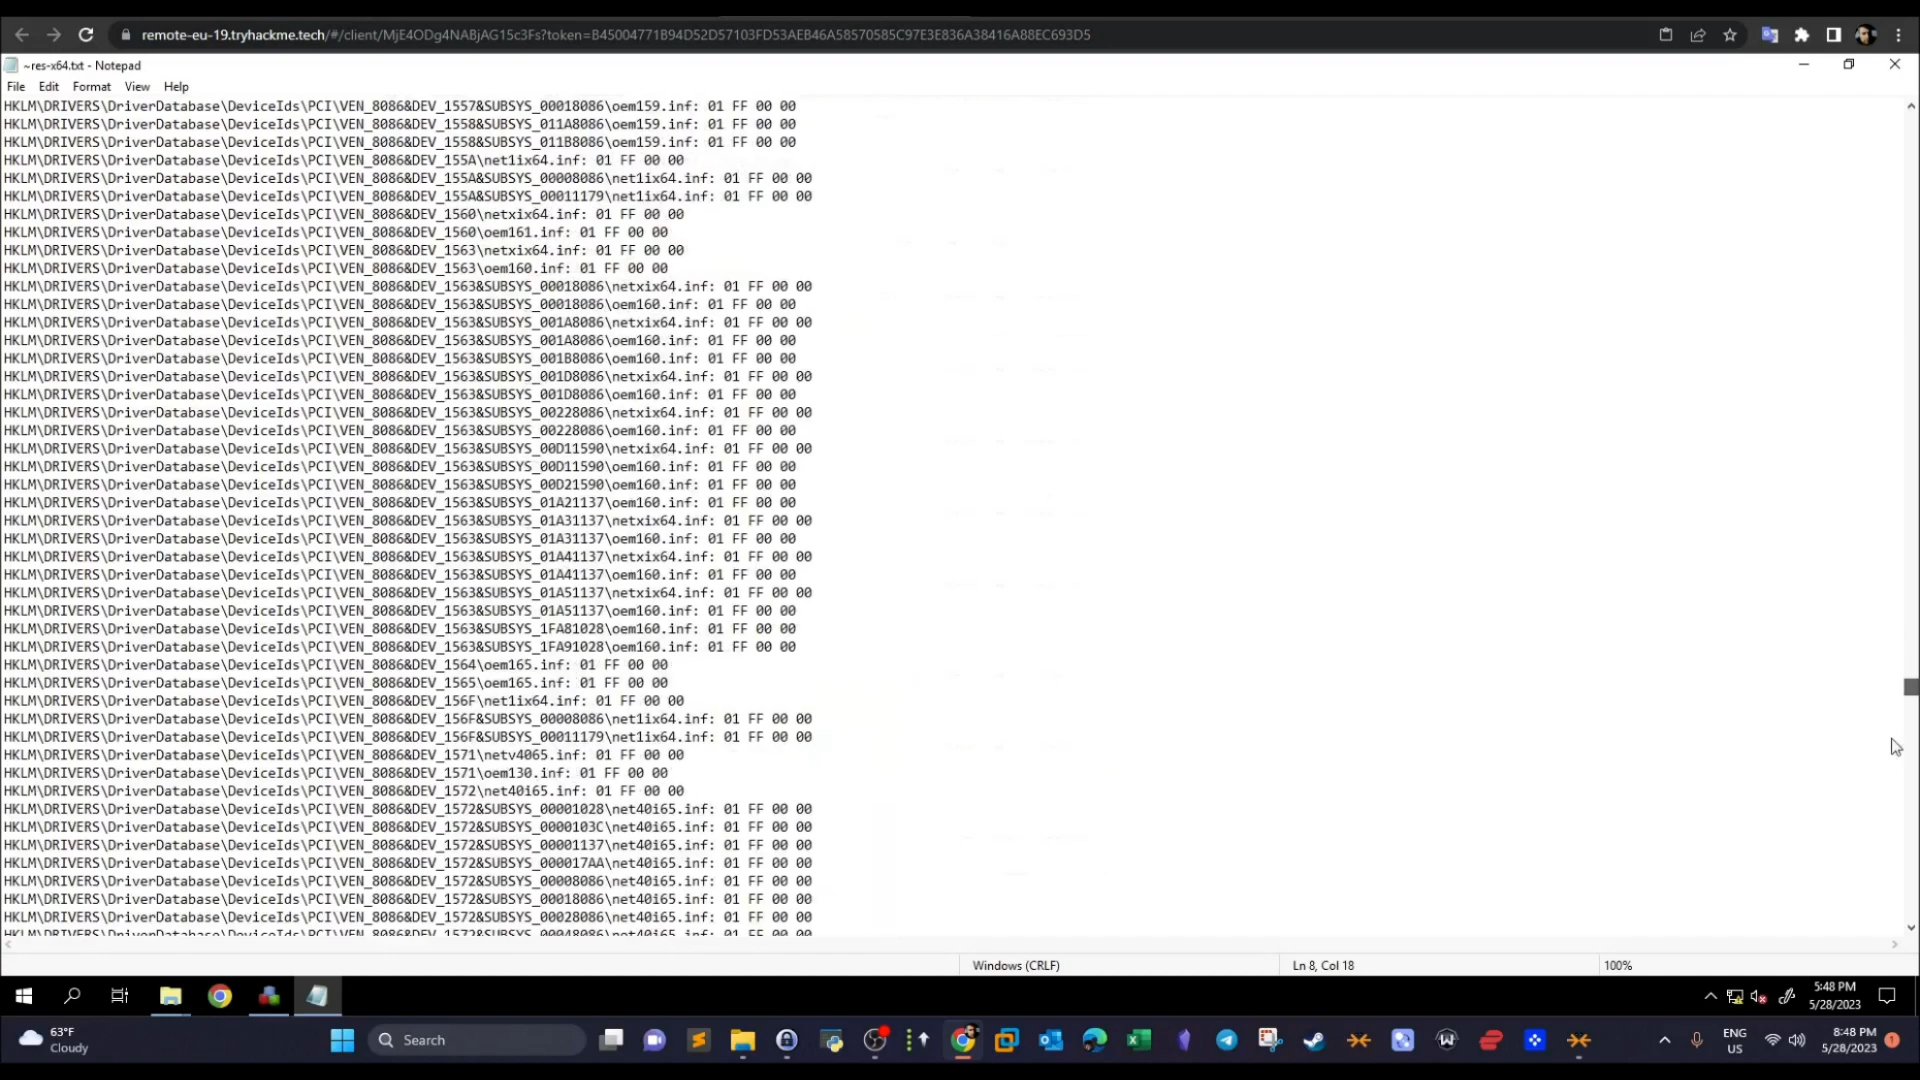 remote-eu-19.tryhackme.tech/#/client/MjE4ODg4NABjAG15c3Fs?token=B45004771B94D52D57103FD53AEB46A58570585C97E3E836A38416A88EC693D5
~res-x64.txt - Notepad
File Edit Format View Help
HKLM\DRIVERS\DriverDatabase\DeviceIds\PCI\VEN_8086&DEV_1557&SUBSYS_00018086\oem159.inf: 01 FF 00 00
HKLM\DRIVERS\DriverDatabase\DeviceIds\PCI\VEN_8086&DEV_1558&SUBSYS_011A8086\oem159.inf: 01 FF 00 00
HKLM\DRIVERS\DriverDatabase\DeviceIds\PCI\VEN_8086&DEV_1558&SUBSYS_011B8086\oem159.inf: 01 FF 00 00
HKLM\DRIVERS\DriverDatabase\DeviceIds\PCI\VEN_8086&DEV_155A\net1ix64.inf: 01 FF 00 00
HKLM\DRIVERS\DriverDatabase\DeviceIds\PCI\VEN_8086&DEV_155A&SUBSYS_00008086\net1ix64.inf: 01 FF 00 00
HKLM\DRIVERS\DriverDatabase\DeviceIds\PCI\VEN_8086&DEV_155A&SUBSYS_00011179\net1ix64.inf: 01 FF 00 00
HKLM\DRIVERS\DriverDatabase\DeviceIds\PCI\VEN_8086&DEV_1560\netxix64.inf: 01 FF 00 00
HKLM\DRIVERS\DriverDatabase\DeviceIds\PCI\VEN_8086&DEV_1560\oem161.inf: 01 FF 00 00
HKLM\DRIVERS\DriverDatabase\DeviceIds\PCI\VEN_8086&DEV_1563\netxix64.inf: 01 FF 00 00
HKLM\DRIVERS\DriverDatabase\DeviceIds\PCI\VEN_8086&DEV_1563\oem160.inf: 01 FF 00 00
HKLM\DRIVERS\DriverDatabase\DeviceIds\PCI\VEN_8086&DEV_1563&SUBSYS_00018086\netxix64.inf: 01 FF 00 00
HKLM\DRIVERS\DriverDatabase\DeviceIds\PCI\VEN_8086&DEV_1563&SUBSYS_00018086\oem160.inf: 01 FF 00 00
HKLM\DRIVERS\DriverDatabase\DeviceIds\PCI\VEN_8086&DEV_1563&SUBSYS_001A8086\netxix64.inf: 01 FF 00 00
HKLM\DRIVERS\DriverDatabase\DeviceIds\PCI\VEN_8086&DEV_1563&SUBSYS_001A8086\oem160.inf: 01 FF 00 00
HKLM\DRIVERS\DriverDatabase\DeviceIds\PCI\VEN_8086&DEV_1563&SUBSYS_001B8086\oem160.inf: 01 FF 00 00
HKLM\DRIVERS\DriverDatabase\DeviceIds\PCI\VEN_8086&DEV_1563&SUBSYS_001D8086\netxix64.inf: 01 FF 00 00
HKLM\DRIVERS\DriverDatabase\DeviceIds\PCI\VEN_8086&DEV_1563&SUBSYS_001D8086\oem160.inf: 01 FF 00 00
HKLM\DRIVERS\DriverDatabase\DeviceIds\PCI\VEN_8086&DEV_1563&SUBSYS_00228086\netxix64.inf: 01 FF 00 00
HKLM\DRIVERS\DriverDatabase\DeviceIds\PCI\VEN_8086&DEV_1563&SUBSYS_00228086\oem160.inf: 01 FF 00 00
HKLM\DRIVERS\DriverDatabase\DeviceIds\PCI\VEN_8086&DEV_1563&SUBSYS_00D11590\netxix64.inf: 01 FF 00 00
HKLM\DRIVERS\DriverDatabase\DeviceIds\PCI\VEN_8086&DEV_1563&SUBSYS_00D11590\oem160.inf: 01 FF 00 00
HKLM\DRIVERS\DriverDatabase\DeviceIds\PCI\VEN_8086&DEV_1563&SUBSYS_00D21590\oem160.inf: 01 FF 00 00
HKLM\DRIVERS\DriverDatabase\DeviceIds\PCI\VEN_8086&DEV_1563&SUBSYS_01A21137\oem160.inf: 01 FF 00 00
HKLM\DRIVERS\DriverDatabase\DeviceIds\PCI\VEN_8086&DEV_1563&SUBSYS_01A31137\netxix64.inf: 01 FF 00 00
HKLM\DRIVERS\DriverDatabase\DeviceIds\PCI\VEN_8086&DEV_1563&SUBSYS_01A31137\oem160.inf: 01 FF 00 00
HKLM\DRIVERS\DriverDatabase\DeviceIds\PCI\VEN_8086&DEV_1563&SUBSYS_01A41137\netxix64.inf: 01 FF 00 00
HKLM\DRIVERS\DriverDatabase\DeviceIds\PCI\VEN_8086&DEV_1563&SUBSYS_01A41137\oem160.inf: 01 FF 00 00
HKLM\DRIVERS\DriverDatabase\DeviceIds\PCI\VEN_8086&DEV_1563&SUBSYS_01A51137\netxix64.inf: 01 FF 00 00
HKLM\DRIVERS\DriverDatabase\DeviceIds\PCI\VEN_8086&DEV_1563&SUBSYS_01A51137\oem160.inf: 01 FF 00 00
HKLM\DRIVERS\DriverDatabase\DeviceIds\PCI\VEN_8086&DEV_1563&SUBSYS_1FA81028\oem160.inf: 01 FF 00 00
HKLM\DRIVERS\DriverDatabase\DeviceIds\PCI\VEN_8086&DEV_1563&SUBSYS_1FA91028\oem160.inf: 01 FF 00 00
HKLM\DRIVERS\DriverDatabase\DeviceIds\PCI\VEN_8086&DEV_1564\oem165.inf: 01 FF 00 00
HKLM\DRIVERS\DriverDatabase\DeviceIds\PCI\VEN_8086&DEV_1565\oem165.inf: 01 FF 00 00
HKLM\DRIVERS\DriverDatabase\DeviceIds\PCI\VEN_8086&DEV_156F\net1ix64.inf: 01 FF 00 00
HKLM\DRIVERS\DriverDatabase\DeviceIds\PCI\VEN_8086&DEV_156F&SUBSYS_00008086\net1ix64.inf: 01 FF 00 00
HKLM\DRIVERS\DriverDatabase\DeviceIds\PCI\VEN_8086&DEV_156F&SUBSYS_00011179\net1ix64.inf: 01 FF 00 00
HKLM\DRIVERS\DriverDatabase\DeviceIds\PCI\VEN_8086&DEV_1571\netv4065.inf: 01 FF 00 00
HKLM\DRIVERS\DriverDatabase\DeviceIds\PCI\VEN_8086&DEV_1571\oem130.inf: 01 FF 00 00
HKLM\DRIVERS\DriverDatabase\DeviceIds\PCI\VEN_8086&DEV_1572\net40i65.inf: 01 FF 00 00
HKLM\DRIVERS\DriverDatabase\DeviceIds\PCI\VEN_8086&DEV_1572&SUBSYS_00001028\net40i65.inf: 01 FF 00 00
HKLM\DRIVERS\DriverDatabase\DeviceIds\PCI\VEN_8086&DEV_1572&SUBSYS_0000103C\net40i65.inf: 01 FF 00 00
HKLM\DRIVERS\DriverDatabase\DeviceIds\PCI\VEN_8086&DEV_1572&SUBSYS_00001137\net40i65.inf: 01 FF 00 00
HKLM\DRIVERS\DriverDatabase\DeviceIds\PCI\VEN_8086&DEV_1572&SUBSYS_000017AA\net40i65.inf: 01 FF 00 00
HKLM\DRIVERS\DriverDatabase\DeviceIds\PCI\VEN_8086&DEV_1572&SUBSYS_00008086\net40i65.inf: 01 FF 00 00
HKLM\DRIVERS\DriverDatabase\DeviceIds\PCI\VEN_8086&DEV_1572&SUBSYS_00018086\net40i65.inf: 01 FF 00 00
HKLM\DRIVERS\DriverDatabase\DeviceIds\PCI\VEN_8086&DEV_1572&SUBSYS_00028086\net40i65.inf: 01 FF 00 00
HKLM\DRIVERS\DriverDatabase\DeviceIds\PCI\VEN_8086&DEV_1572&SUBSYS_00048086\net40i65.inf: 01 FF 00 00
Windows (CRLF) Ln 8, Col 18 100%
5:48 PM
5/28/2023
63°F
Cloudy
Search
ENG
US
8:48 PM
5/28/2023
1